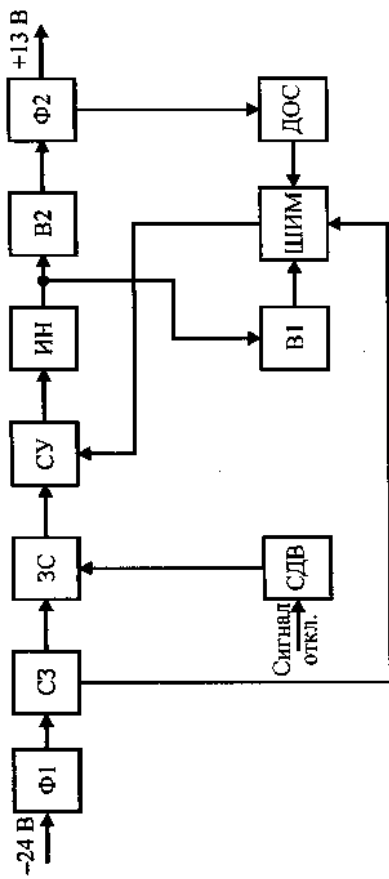 –24 В
Ф1
СЗ
ЗС
СУ
ИН
В2
Ф2
+13 В
Сигнал
откл.
СДВ
В1
ШИМ
ДОС